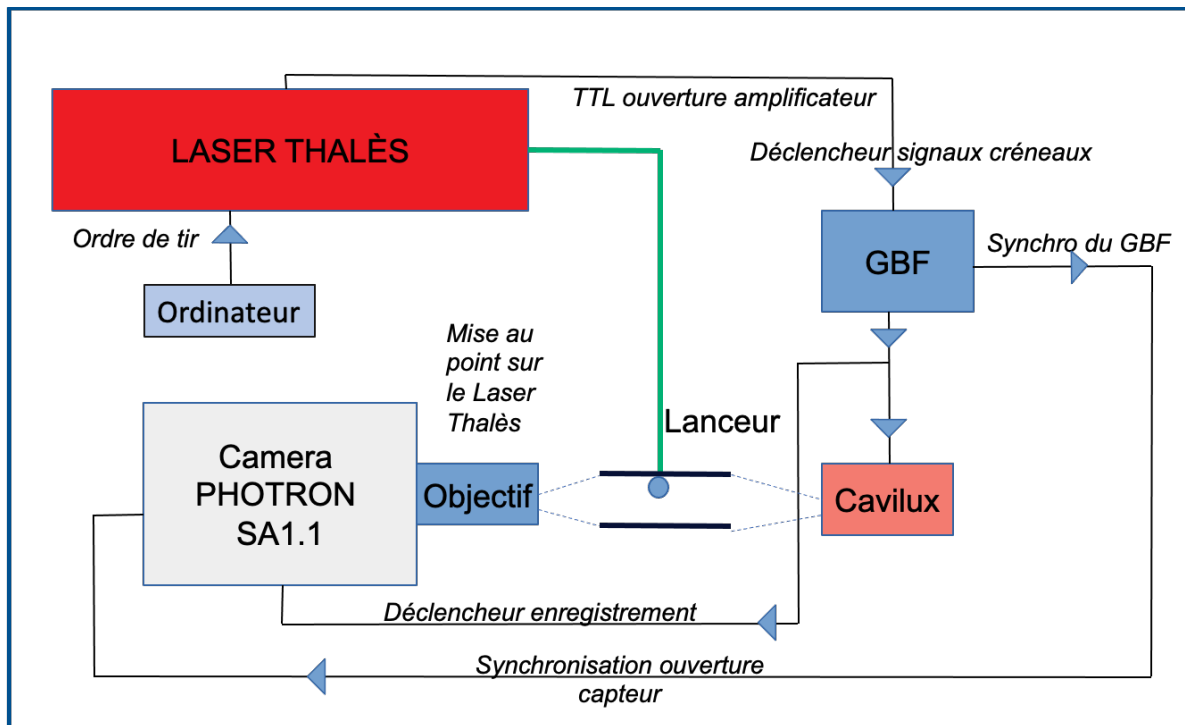 TTL ouverture amplificateur
LASER THALÈS
Déclencheur signaux créneaux
Ordre de tir
Synchro du GBF
GBF
Ordinateur
Mise au
point sur
le Laser
Thalès
Lanceur
Camera
PHOTRON
SA1.1
Objectif
Cavilux
Déclencheur enregistrement
Synchronisation ouverture
capteur